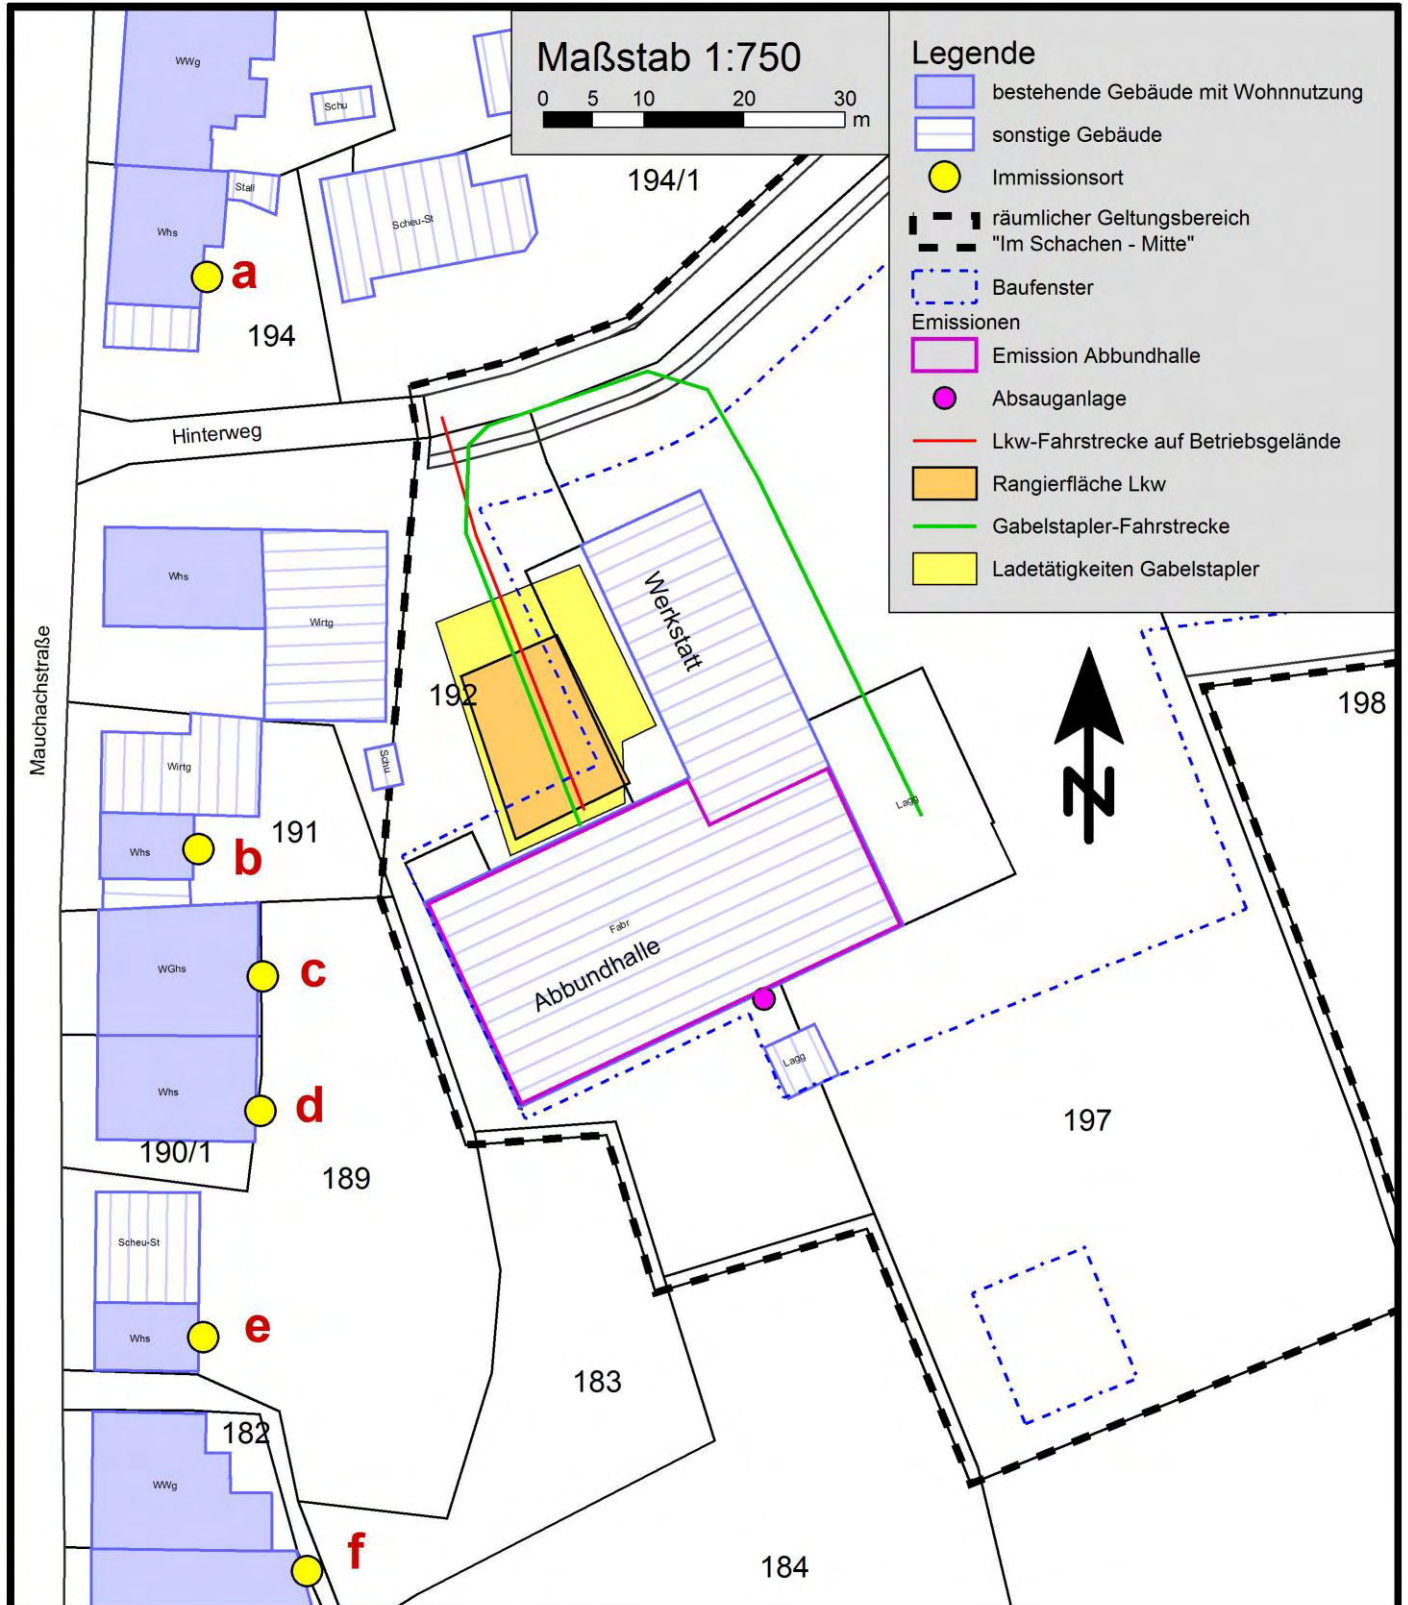 Maßstab 1:750
0 5 10 20 30
m
Legende
bestehende Gebäude mit Wohnnutzung
sonstige Gebäude
Immissionsort
räumlicher Geltungsbereich
"Im Schachen - Mitte"
Baufenster
Emissionen
Emission Abbundhalle
Absauganlage
Lkw-Fahrstrecke auf Betriebsgelände
Rangierfläche Lkw
Gabelstapler-Fahrstrecke
Ladetätigkeiten Gabelstapler
WWg
Schu
Stall
194/1
Whs
Scheu-St
a
194
Hinterweg
Whs
Wirtg
Werkstatt
Mauchachstraße
192
198
Schu
Wirtg
Lagg
191
Whs
b
Fabr
Abbundhalle
WGhs
c
Lagg
Whs
d
197
190/1
189
Scheu-St
Whs
e
183
182
WWg
f
184
N